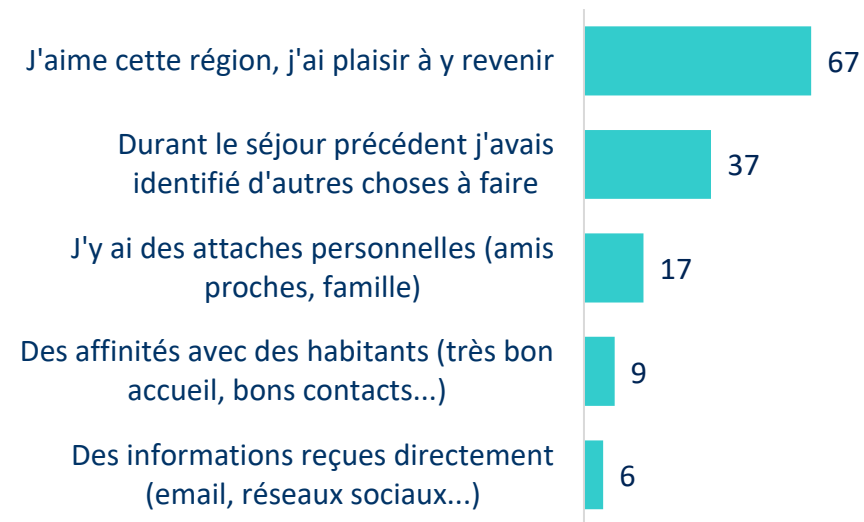 J'aime cette région, j'ai plaisir à y revenir
67
Durant le séjour précédent j'avais
identifié d'autres choses à faire
37
J'y ai des attaches personnelles (amis
proches, famille)
17
Des affinités avec des habitants (très bon
accueil, bons contacts...)
9
Des informations reçues directement
(email, réseaux sociaux...)
6